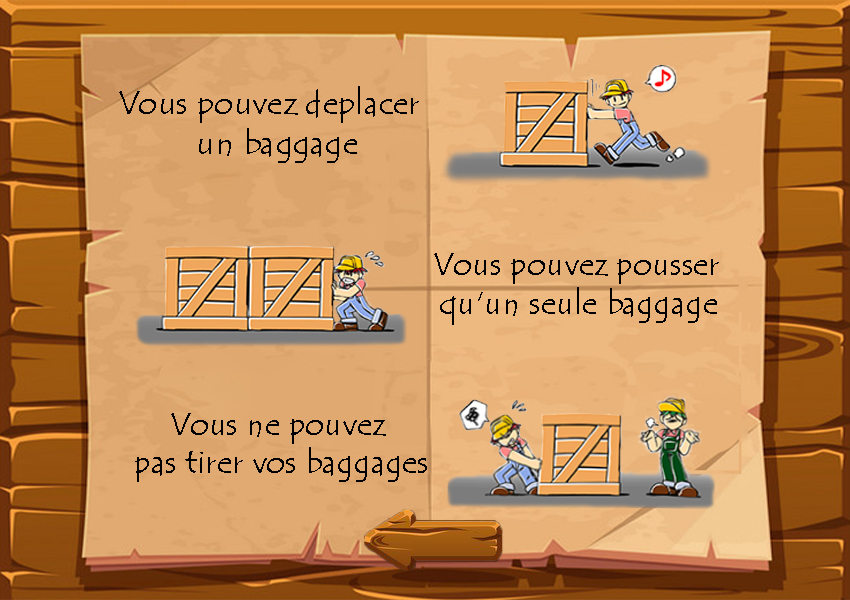 Vous pouvez deplacer
un baggage
Vous pouvez pousser
qu'un seule baggage
Vous ne pouvez
pas tirer vos baggages